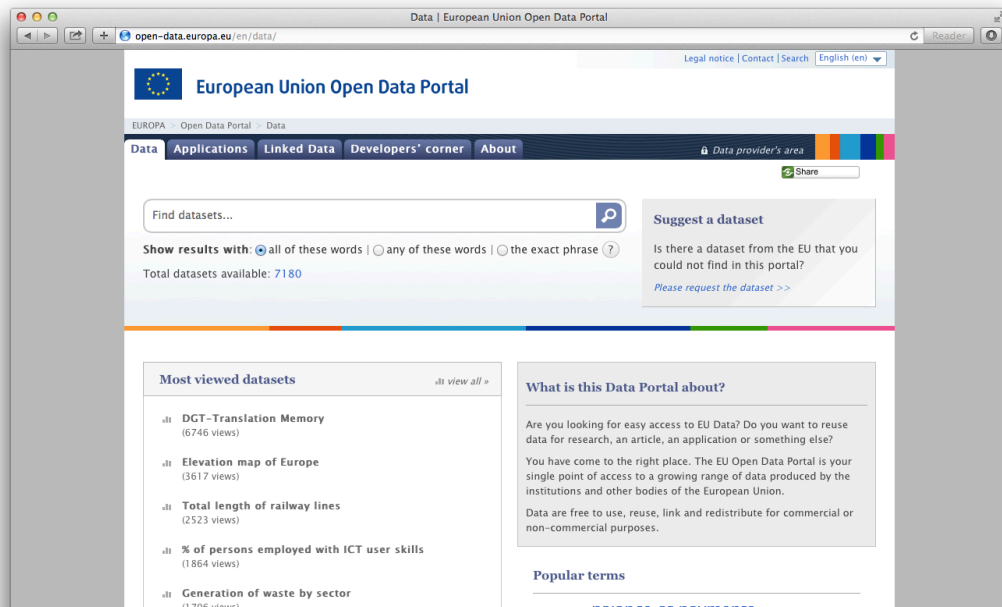 Data | European Union Open Data Portal
open-data.europa.eu/en/data/
Reader
Legal notice | Contact | Search
English (en)
European Union Open Data Portal
EUROPA > Open Data Portal > Data
Data
Applications
Linked Data
Developers' corner
About
Data provider's area
Share
Find datasets...
Show results with: all of these words | any of these words | the exact phrase ?
Total datasets available: 7180
Suggest a dataset
Is there a dataset from the EU that you
could not find in this portal?
Please request the dataset >>
Most viewed datasets
view all »
DGT-Translation Memory
(6746 views)
Elevation map of Europe
(3617 views)
Total length of railway lines
(2523 views)
% of persons employed with ICT user skills
(1864 views)
Generation of waste by sector
(1706 views)
What is this Data Portal about?
Are you looking for easy access to EU Data? Do you want to reuse
data for research, an article, an application or something else?
You have come to the right place. The EU Open Data Portal is your
single point of access to a growing range of data produced by the
institutions and other bodies of the European Union.
Data are free to use, reuse, link and redistribute for commercial or
non-commercial purposes.
Popular terms